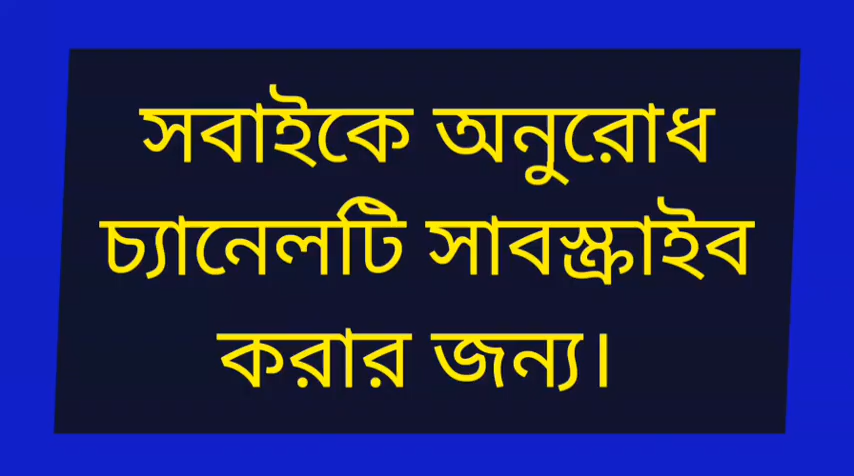 সবাইকে অনুরোধ
চ্যানেলটি সাবস্ক্রাইব
করার জন্য।